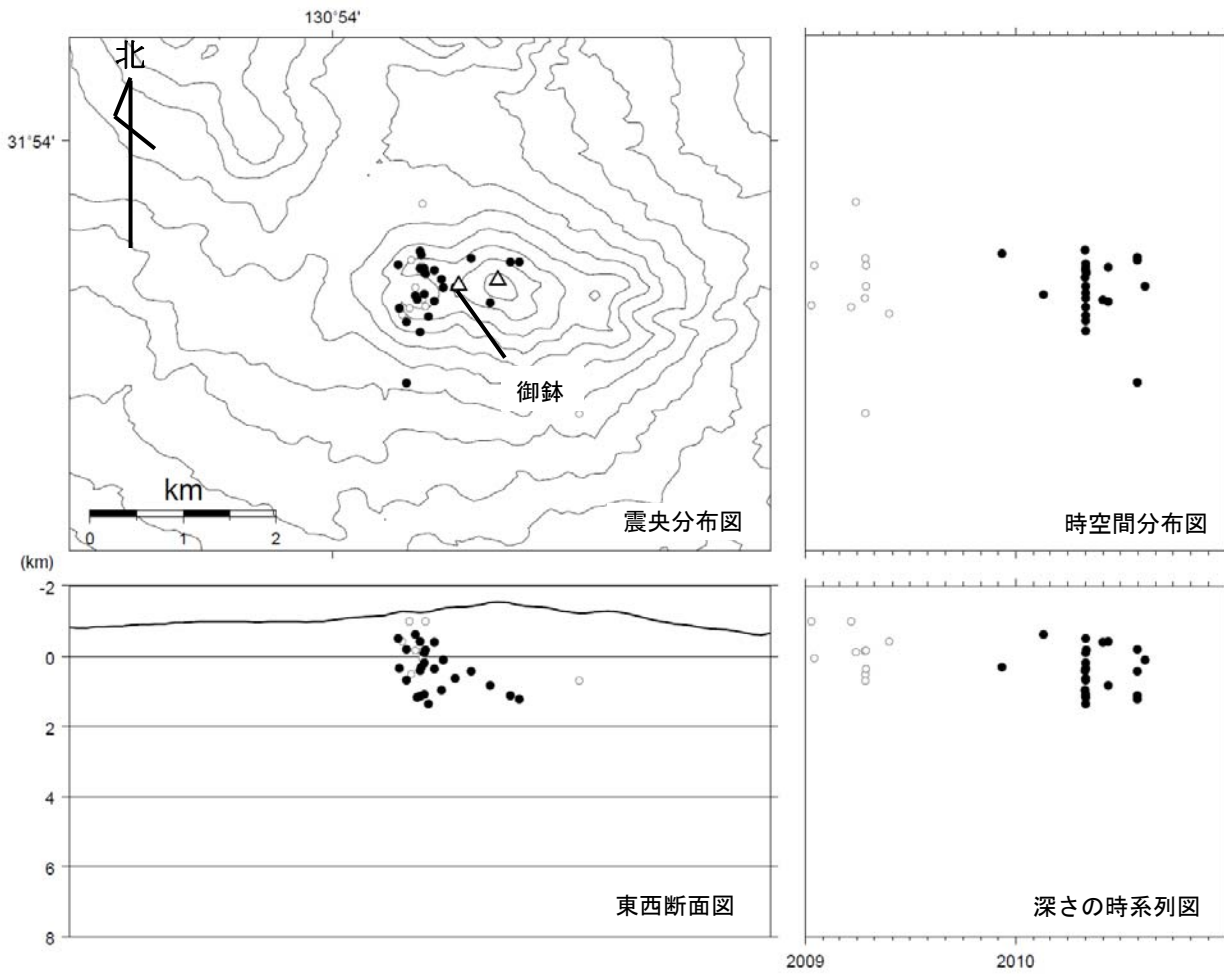 130°54'
北
31°54'
御鉢
km
0 1 2
震央分布図
時空間分布図
(km)
-2
0
2
4
6
8
東西断面図
深さの時系列図
2009 2010